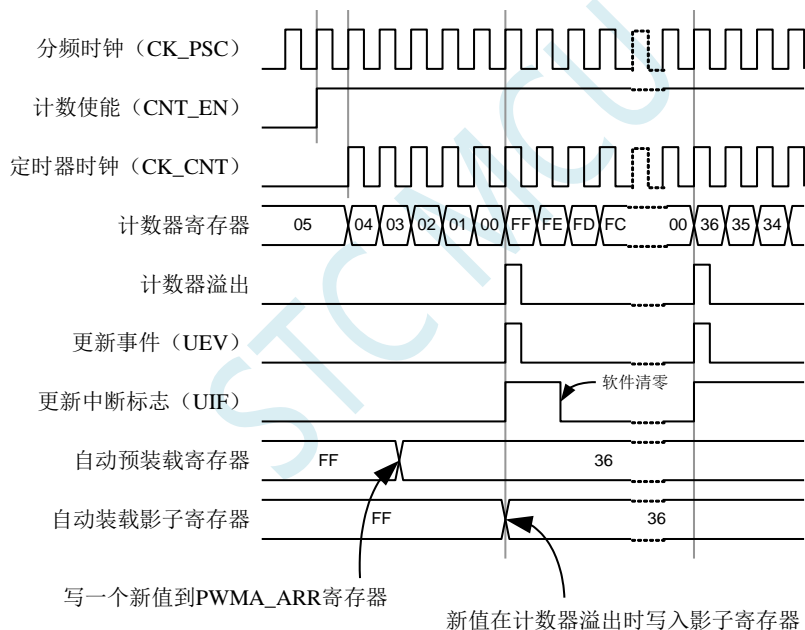 分频时钟（CK_PSC）
计数使能（CNT_EN）
定时器时钟（CK_CNT）
计数器寄存器 05 04 03 02 01 00 FF FE FD FC 00 36 35 34
计数器溢出
更新事件（UEV）
更新中断标志（UIF） 软件清零
自动预装载寄存器 FF 36
自动装载影子寄存器 FF 36
写一个新值到PWMA_ARR寄存器
新值在计数器溢出时写入影子寄存器
STC MCU